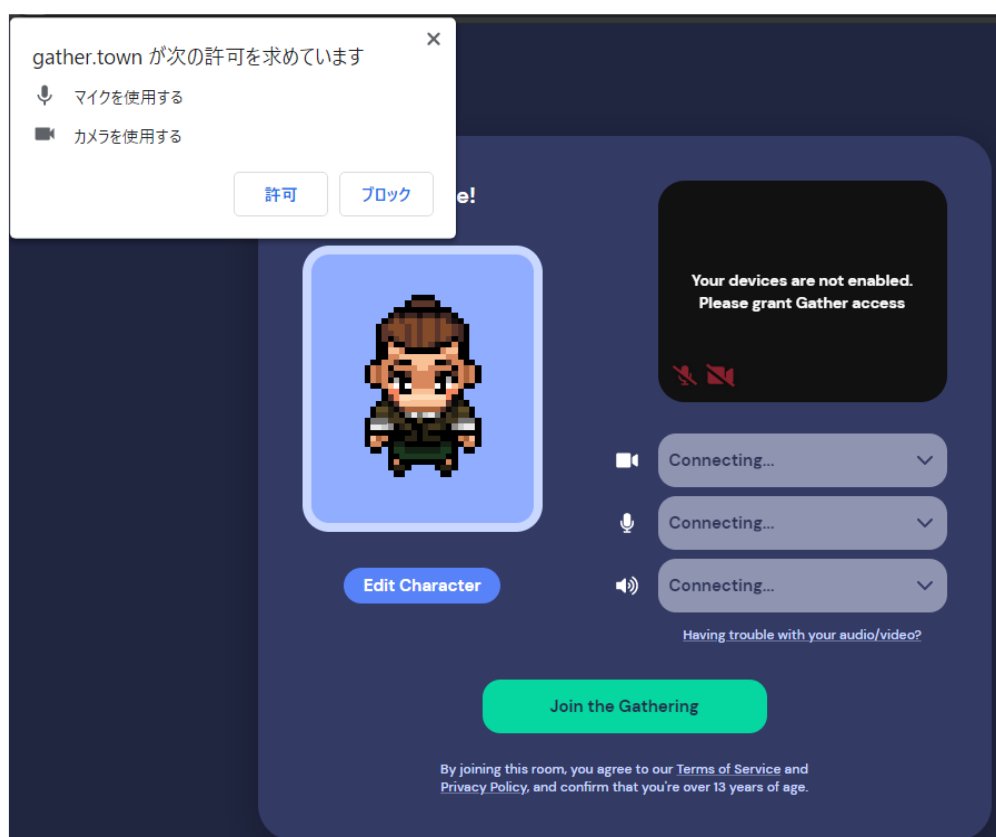 gather.town が次の許可を求めています
マイクを使用する
カメラを使用する
許可
ブロック
e!
Your devices are not enabled.
Please grant Gather access
Connecting...
Connecting...
Edit Character
Connecting...
Having trouble with your audio/video?
Join the Gathering
By joining this room, you agree to our Terms of Service and
Privacy Policy, and confirm that you're over 13 years of age.